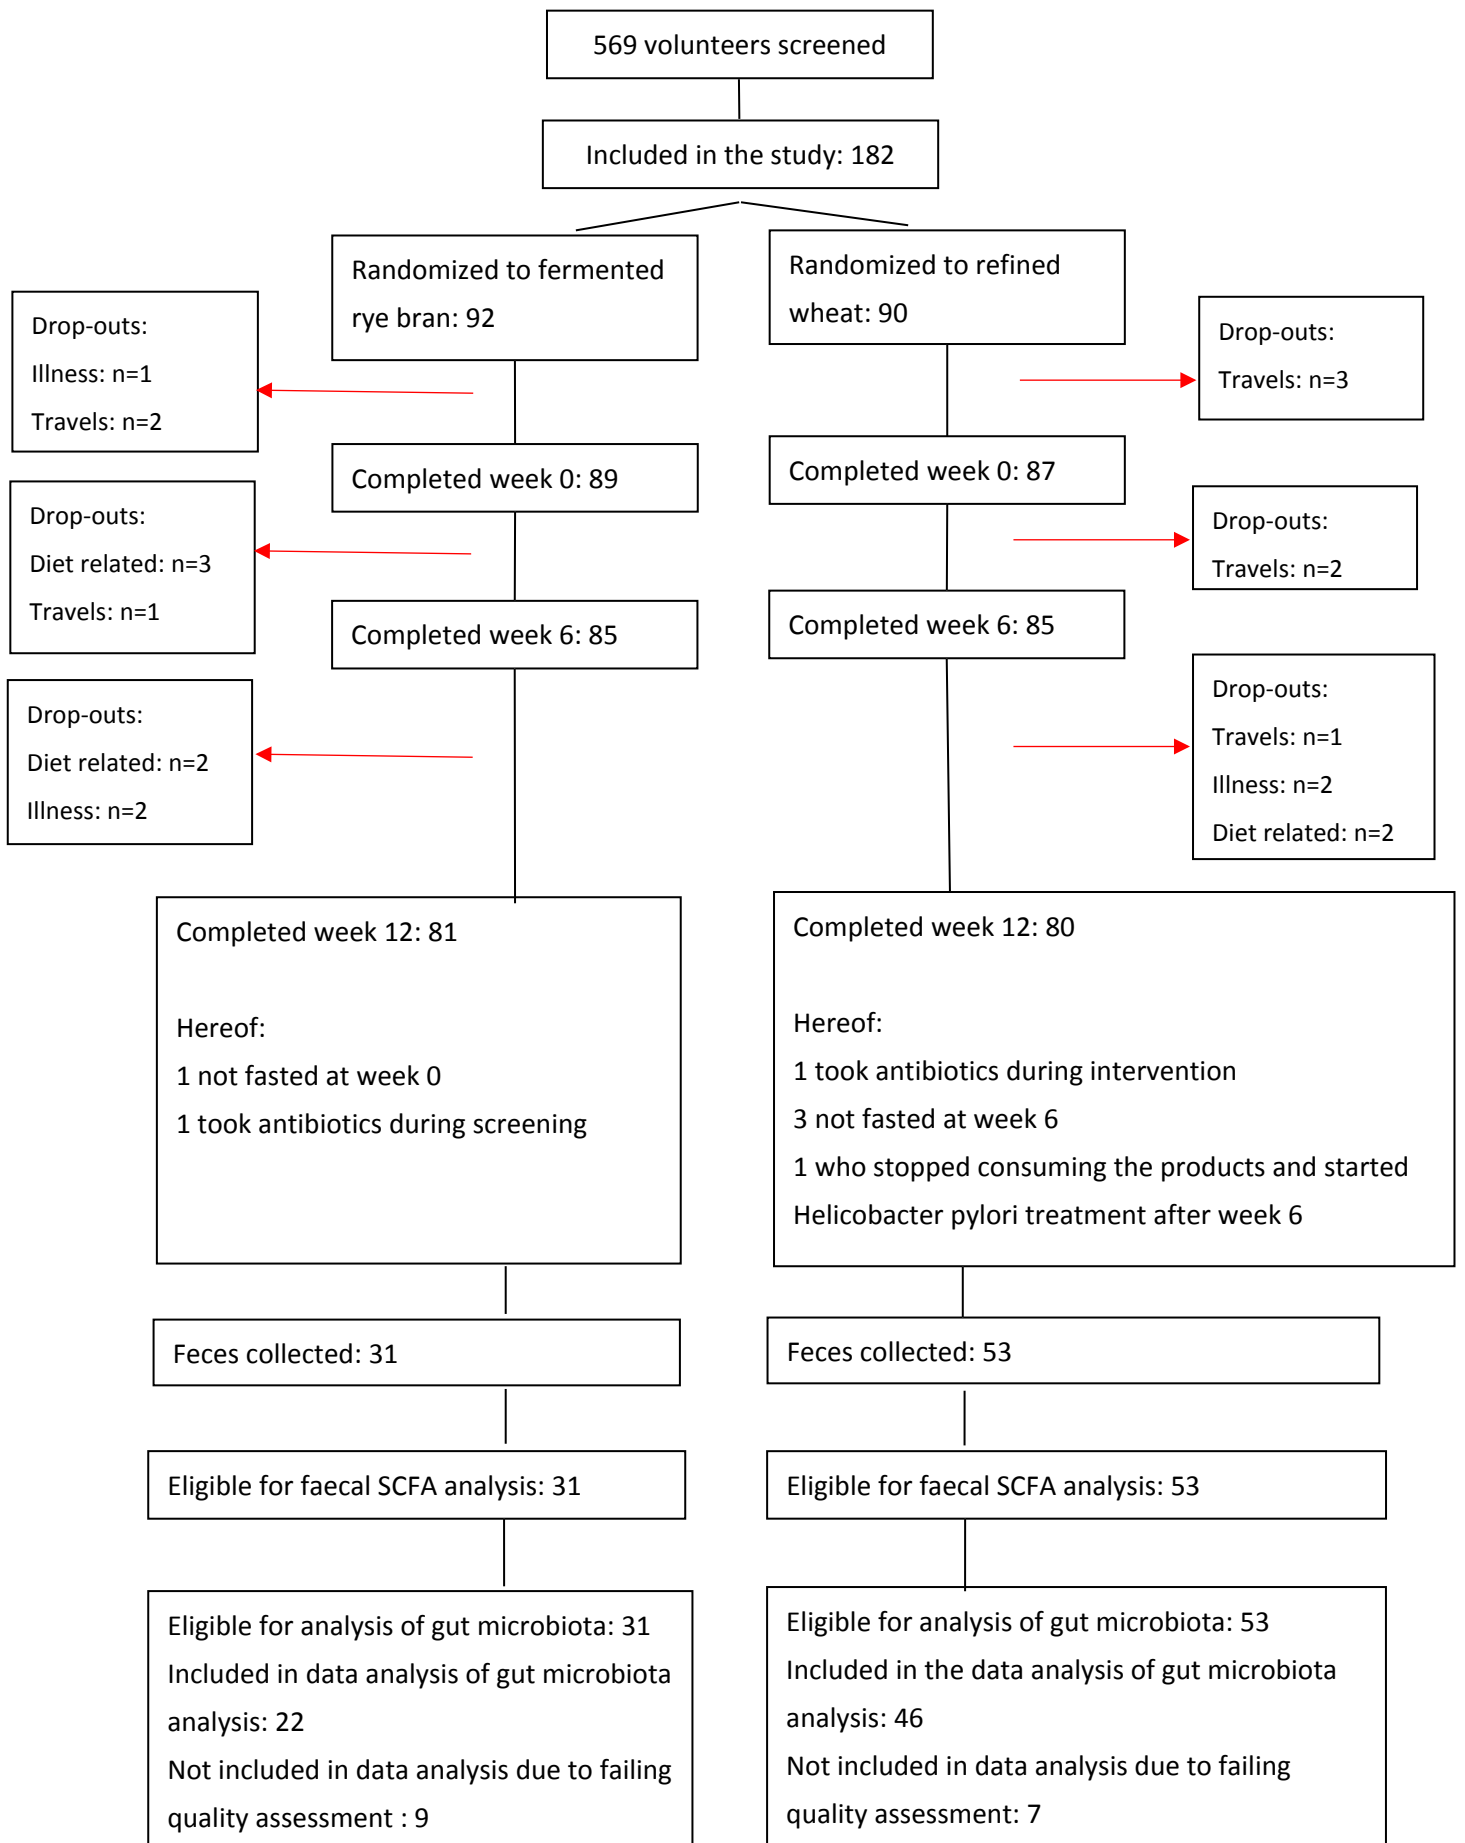 569 volunteers screened
Included in the study: 182
Randomized to fermented
rye bran: 92
Randomized to refined
wheat: 90
Drop-outs:
Illness: n=1
Travels: n=2
Drop-outs:
Travels: n=3
Completed week 0: 89
Completed week 0: 87
Drop-outs:
Diet related: n=3
Travels: n=1
Drop-outs:
Travels: n=2
Completed week 6: 85
Completed week 6: 85
Drop-outs:
Diet related: n=2
Illness: n=2
Drop-outs:
Travels: n=1
Illness: n=2
Diet related: n=2
Completed week 12: 81
Hereof:
1 not fasted at week 0
1 took antibiotics during screening
Completed week 12: 80
Hereof:
1 took antibiotics during intervention
3 not fasted at week 6
1 who stopped consuming the products and started
Helicobacter pylori treatment after week 6
Feces collected: 31
Feces collected: 53
Eligible for faecal SCFA analysis: 31
Eligible for faecal SCFA analysis: 53
Eligible for analysis of gut microbiota: 31
Included in data analysis of gut microbiota
analysis: 22
Not included in data analysis due to failing
quality assessment : 9
Eligible for analysis of gut microbiota: 53
Included in the data analysis of gut microbiota
analysis: 46
Not included in data analysis due to failing
quality assessment: 7